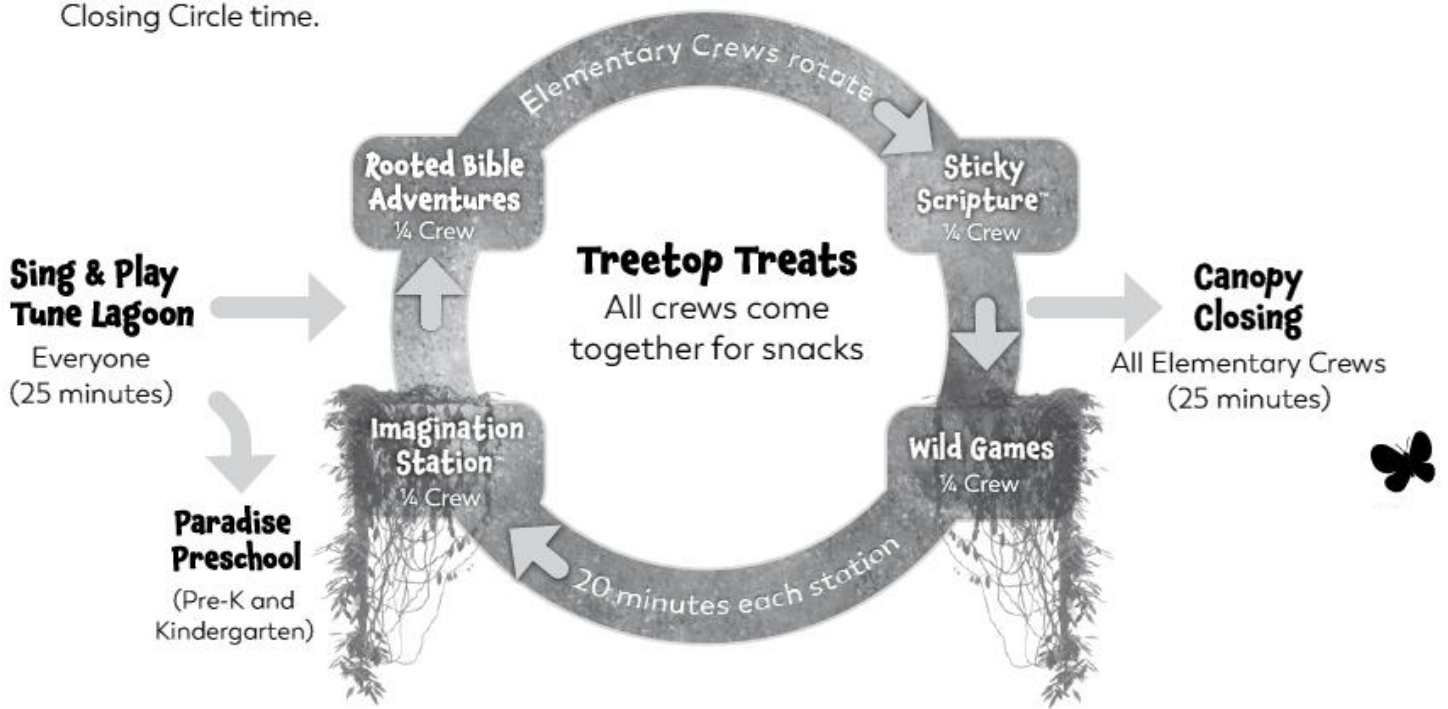 Closing Circle time.
Elementary Crews rotate
Rooted Bible
Adventures
¼ Crew
Sticky
Scripture™
¼ Crew
Sing & Play
Tune Lagoon
Everyone
(25 minutes)
Treetop Treats
All crews come
together for snacks
Canopy
Closing
All Elementary Crews
(25 minutes)
Imagination
Station™
¼ Crew
Wild Games
¼ Crew
Paradise
Preschool
(Pre-K and
Kindergarten)
20 minutes each station